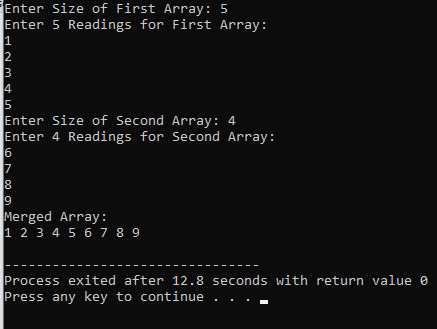 Enter Size of First Array: 5
Enter 5 Readings for First Array:
1
2
3
4
5
Enter Size of Second Array: 4
Enter 4 Readings for Second Array:
6
7
8
9
Merged Array:
1 2 3 4 5 6 7 8 9
--------------------------------
Process exited after 12.8 seconds with return value 0
Press any key to continue . . .